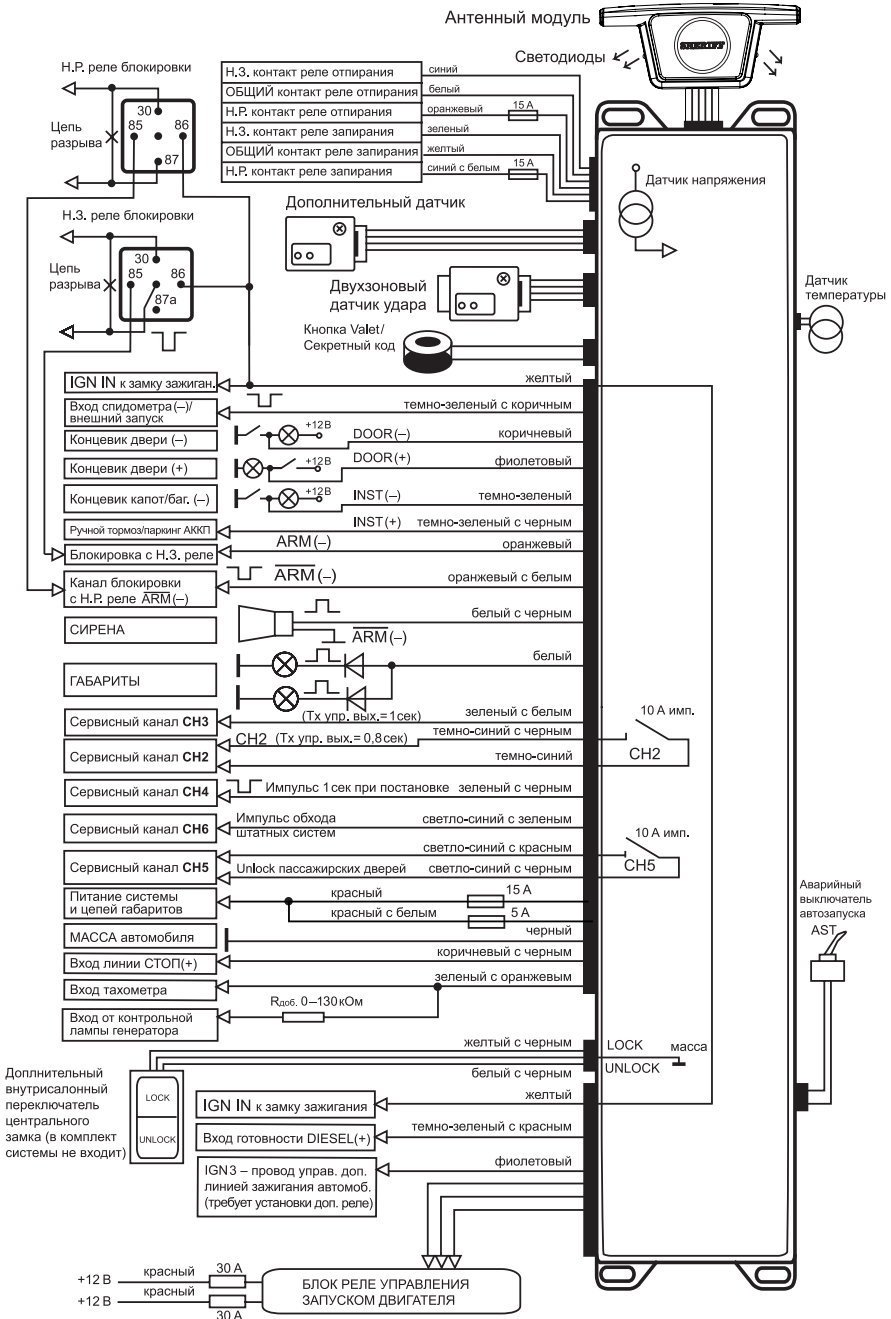 Антенный модуль
SHERIFF
Светодиоды
Н.Р. реле блокировки
30
85
86
87
Цепь
разрыва
Н.З. контакт реле отпирания
синий
ОБЩИЙ контакт реле отпирания
белый
Н.Р. контакт реле отпирания
оранжевый
15 А
Н.З. контакт реле запирания
зеленый
ОБЩИЙ контакт реле запирания
желтый
Н.Р. контакт реле запирания
синий с белым
15 А
Датчик напряжения
Дополнительный датчик
Н.З. реле блокировки
30
85
86
87а
Цепь
разрыва
Двухзоновый
датчик удара
Датчик
температуры
Кнопка Valet/
Секретный код
IGN IN к замку зажиган.
желтый
Вход спидометра(–)/
внешний запуск
темно-зеленый с коричным
Концевик двери (–)
+12 В
DOOR(–)
коричневый
Концевик двери (+)
+12 В
DOOR(+)
фиолетовый
Концевик капот/баг. (–)
+12 В
INST(–)
темно-зеленый
Ручной тормоз/паркинг АККП
INST(+)
темно-зеленый с черным
Блокировка с Н.З. реле
ARM(–)
оранжевый
Канал блокировки
с Н.Р. реле ARM(–)
ARM(–)
оранжевый с белым
СИРЕНА
белый с черным
ARM(–)
ГАБАРИТЫ
белый
Сервисный канал CH3
(Tx упр. вых.= 1сек)
зеленый с белым
10 А имп.
Сервисный канал CH2
CH2 (Tx упр. вых.= 0,8сек)
темно-синий с черным
темно-синий
CH2
Сервисный канал CH4
Импульс 1сек при постановке
зеленый с черным
Сервисный канал CH6
Импульс обхода
штатных систем
светло-синий с зеленым
10 А имп.
Сервисный канал CH5
светло-синий с красным
Unlock пассажирских дверей
светло-синий с черным
CH5
Питание системы
и цепей габаритов
красный
15 А
красный с белым
5 А
Аварийный
выключатель
автозапуска
AST
МАССА автомобиля
черный
Вход линии СТОП(+)
коричневый с черным
Вход тахометра
зеленый с оранжевым
Вход от контрольной
лампы генератора
Rдоб. 0–130 кОм
желтый с черным
LOCK
масса
белый с черным
UNLOCK
Доплнительный
внутрисалонный
переключатель
центрального
замка (в комплект
системы не входит)
LOCK
UNLOCK
IGN IN к замку зажигания
желтый
Вход готовности DIESEL(+)
темно-зеленый с красным
IGN3 – провод управ. доп.
линией зажигания автомоб.
(требует установки доп. реле)
фиолетовый
+12 В
красный
30 А
+12 В
красный
30 А
БЛОК РЕЛЕ УПРАВЛЕНИЯ
ЗАПУСКОМ ДВИГАТЕЛЯ